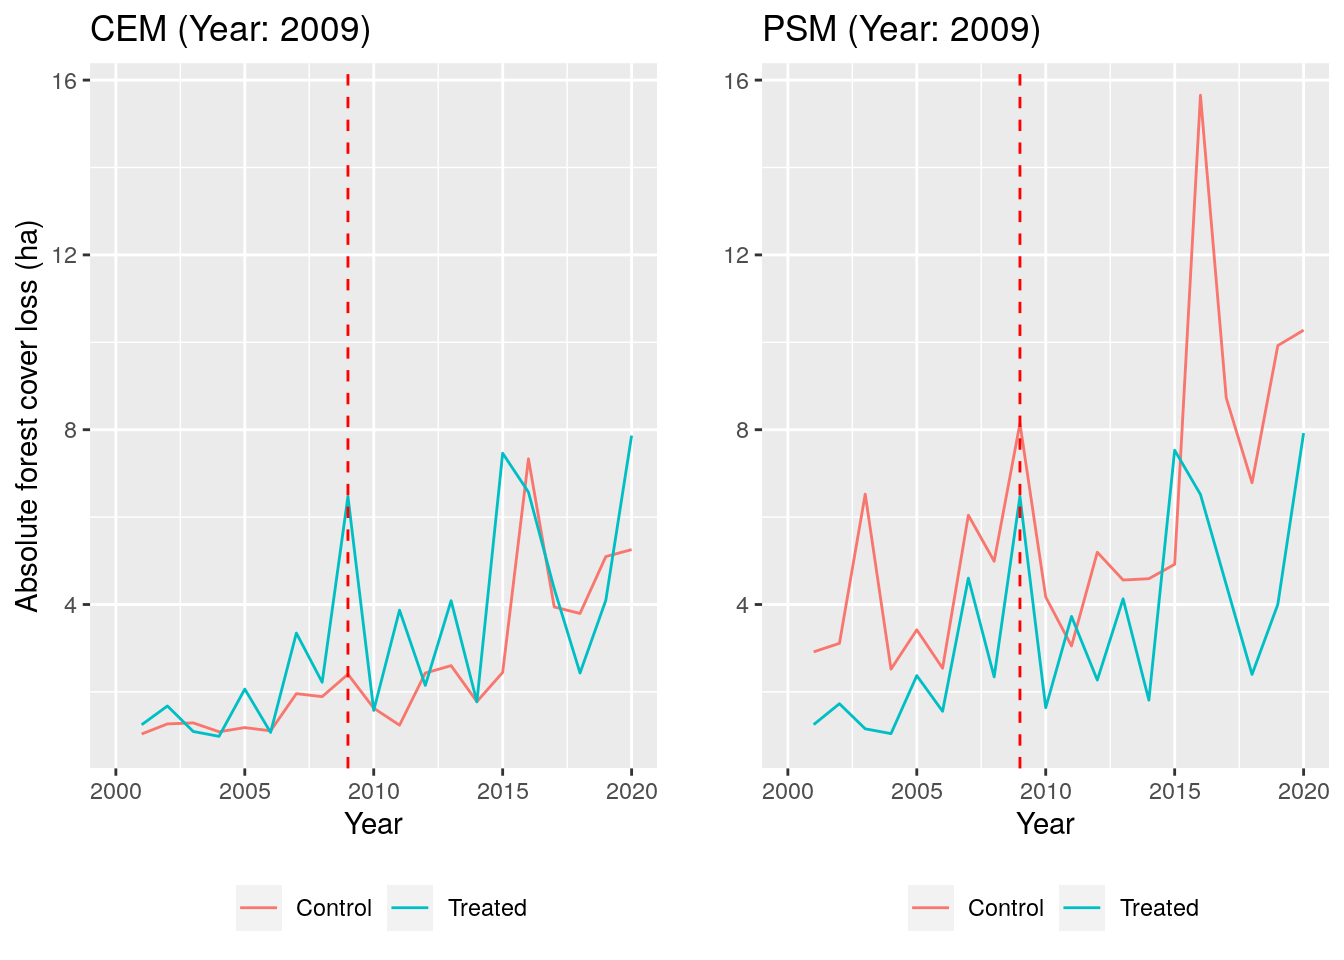 CEM (Year: 2009)
Absolute forest cover loss (ha)
16
12
8
4
2000 2005 2010 2015 2020
Year
Control Treated
PSM (Year: 2009)
16
12
8
4
2000 2005 2010 2015 2020
Year
Control Treated